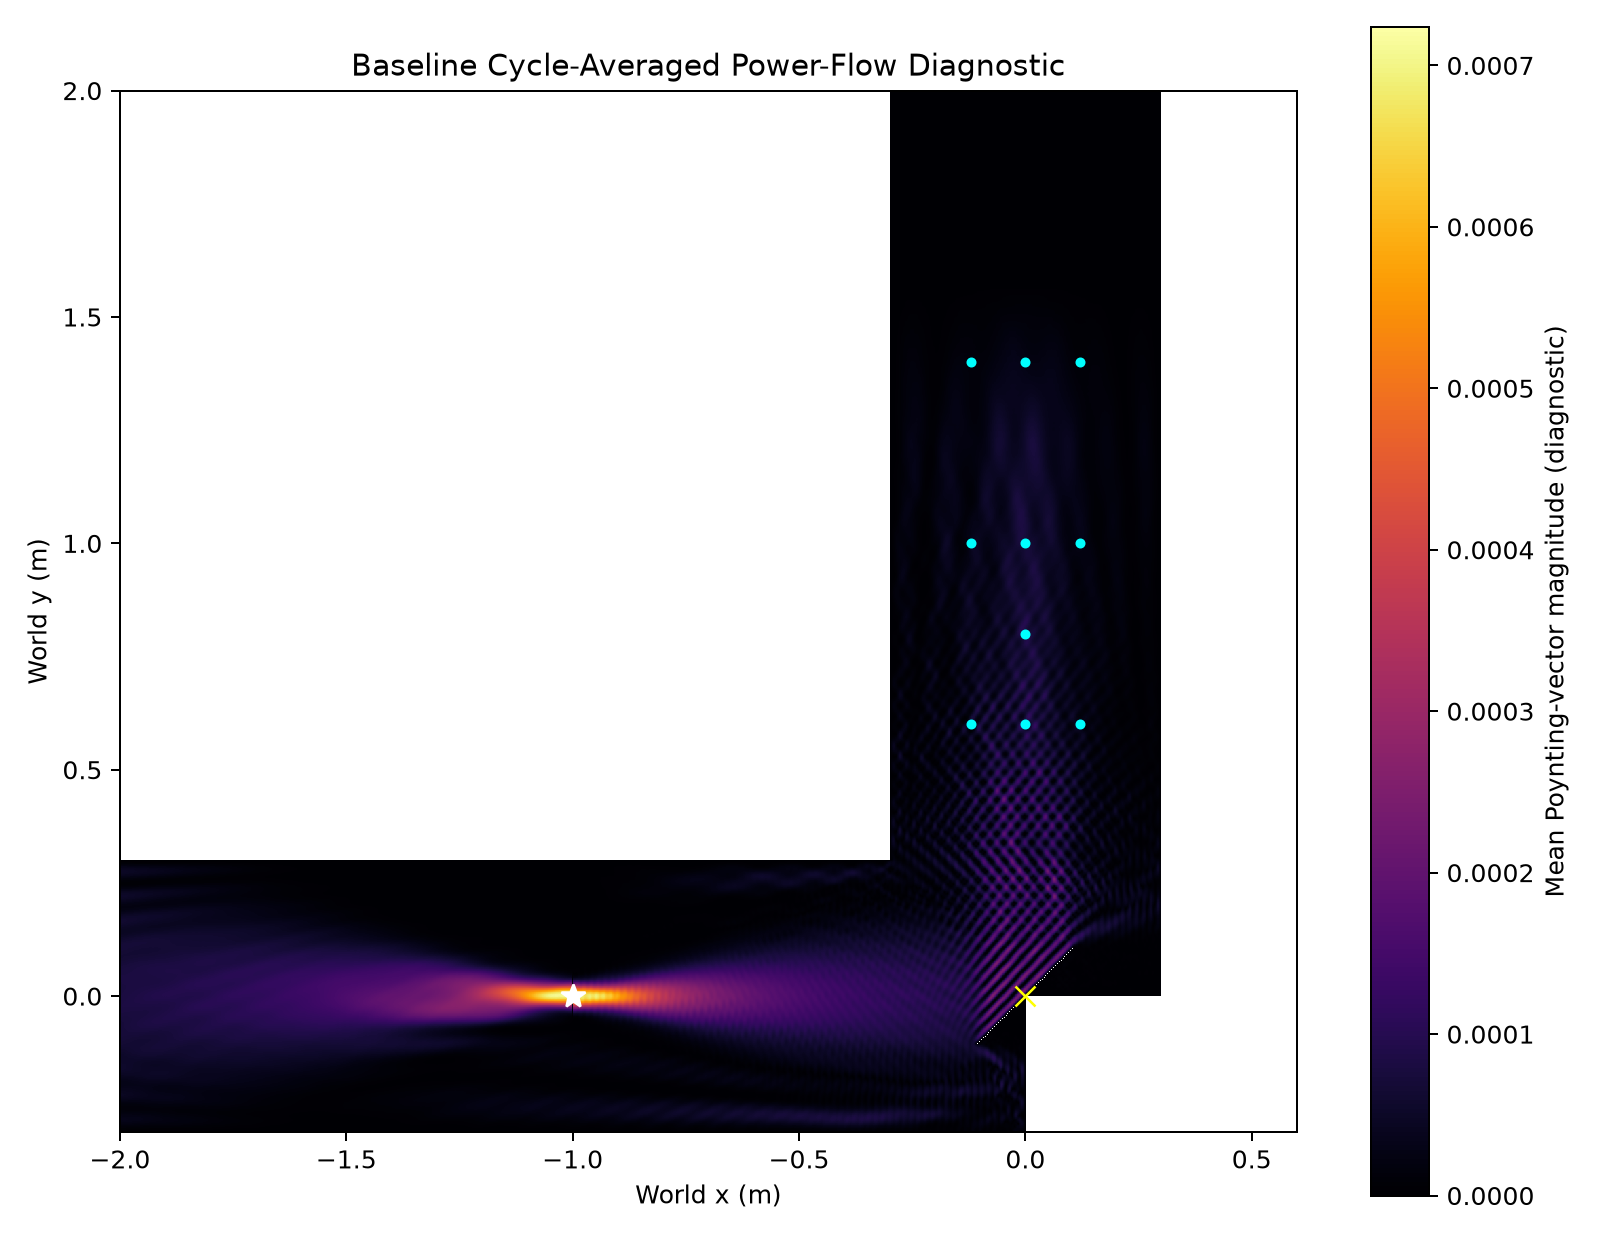 Baseline Cycle-Averaged Power-Flow Diagnostic
2.0
1.5
1.0
0.5
0.0
World y (m)
−2.0 −1.5 −1.0 −0.5 0.0 0.5
World x (m)
0.0007
0.0006
0.0005
0.0004
0.0003
0.0002
0.0001
0.0000
Mean Poynting-vector magnitude (diagnostic)